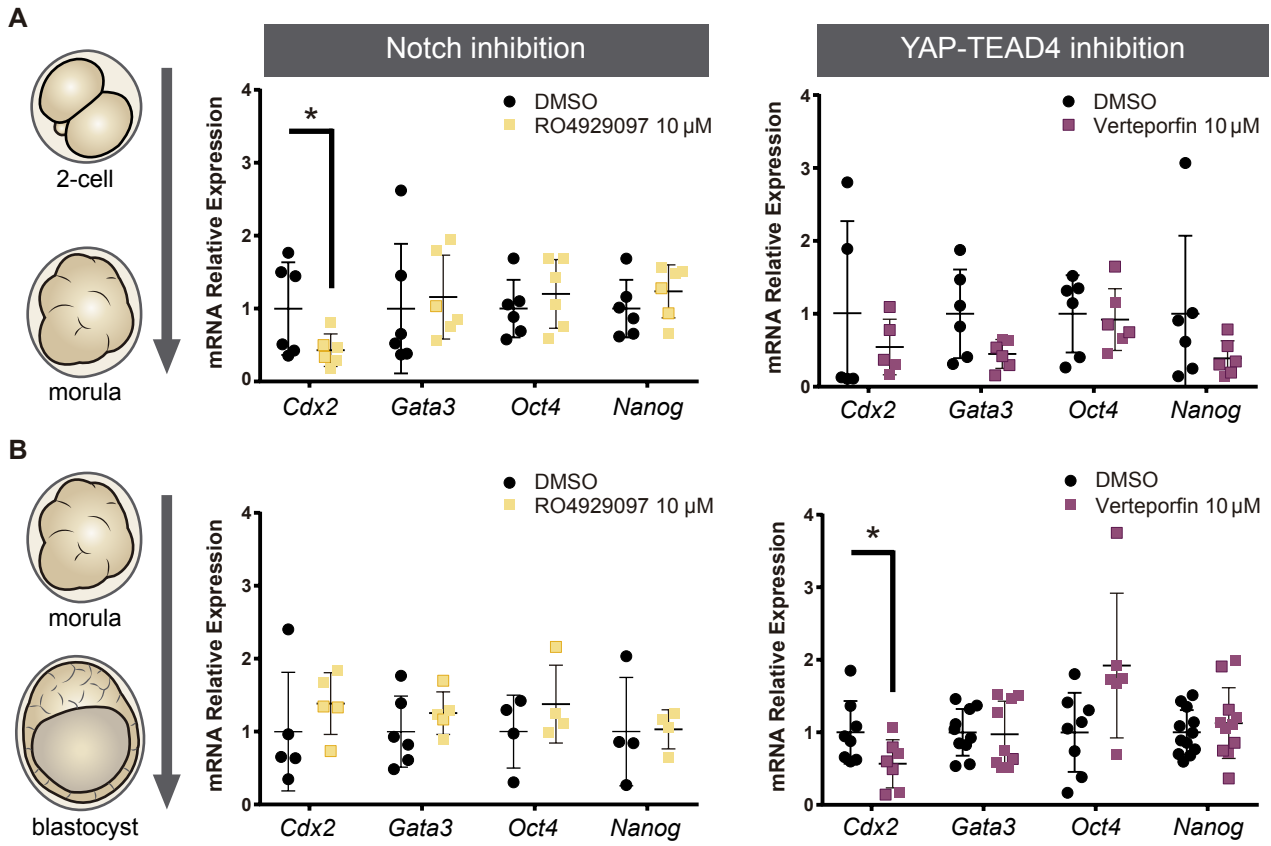 A
Notch inhibition
YAP-TEAD4 inhibition
2-cell
morula
mRNA Relative Expression
4
3
2
1
0
*
DMSO
RO4929097 10 µM
Cdx2
Gata3
Oct4
Nanog
mRNA Relative Expression
4
3
2
1
0
DMSO
Verteporfin 10 µM
Cdx2
Gata3
Oct4
Nanog
B
morula
blastocyst
mRNA Relative Expression
4
3
2
1
0
DMSO
RO4929097 10 µM
Cdx2
Gata3
Oct4
Nanog
mRNA Relative Expression
4
3
2
1
0
*
DMSO
Verteporfin 10 µM
Cdx2
Gata3
Oct4
Nanog